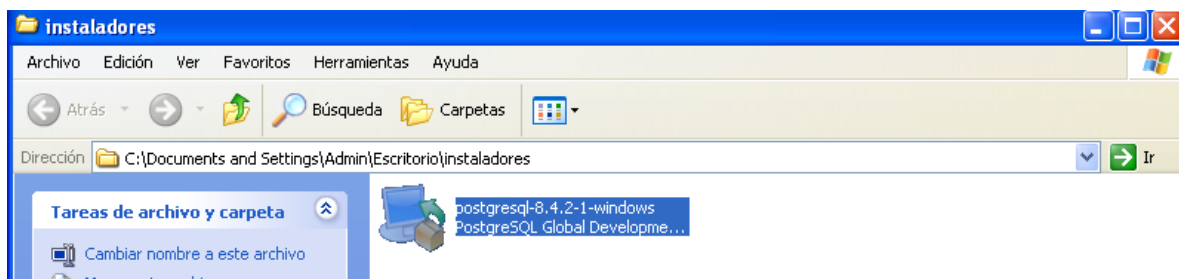 instaladores
Archivo Edición Ver Favoritos Herramientas Ayuda
Atrás Búsqueda Carpetas
Dirección C:\Documents and Settings\Admin\Escritorio\instaladores Ir
Tareas de archivo y carpeta
postgresql-8.4.2-1-windows
PostgreSQL Global Developme...
Cambiar nombre a este archivo